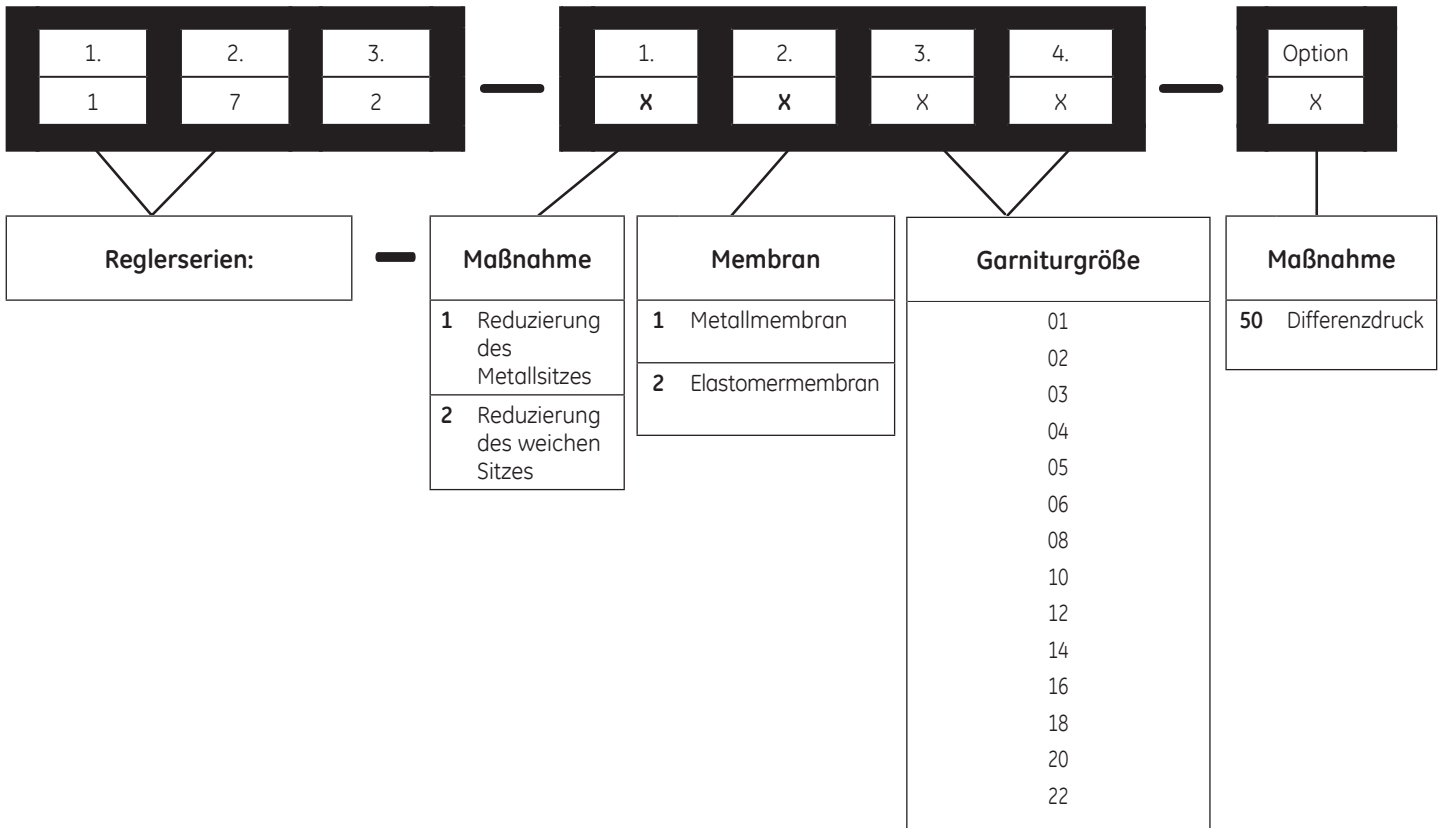 1. 2. 3. 1. 2. 3. 4. Option
1 7 2 X X X X X
Reglerserien:
Maßnahme
1 Reduzierung
des
Metallsitzes
2 Reduzierung
des weichen
Sitzes
Membran
1 Metallmembran
2 Elastomermembran
Garniturgröße
01
02
03
04
05
06
08
10
12
14
16
18
20
22
Maßnahme
50 Differenzdruck